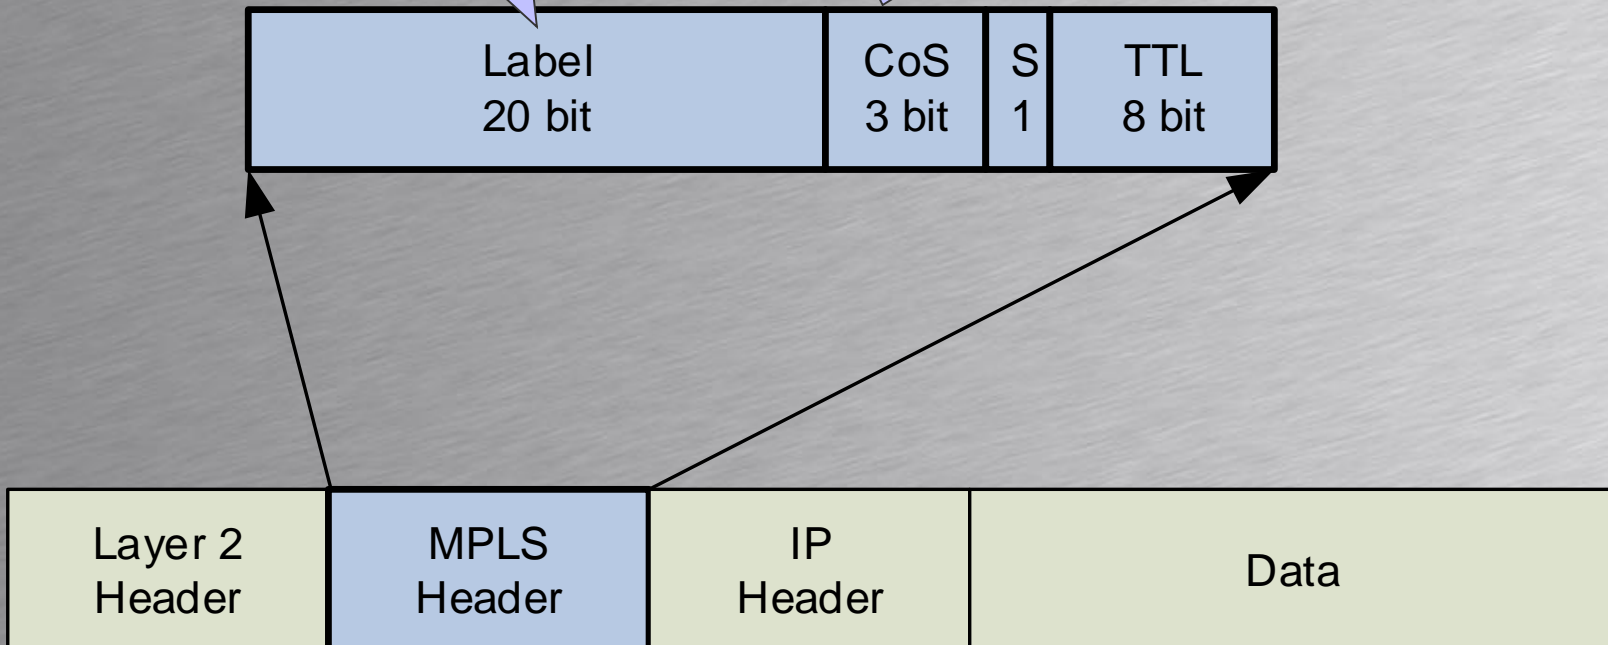 Label
20 bit
CoS
3 bit
S
1
TTL
8 bit
Layer 2
Header
MPLS
Header
IP
Header
Data